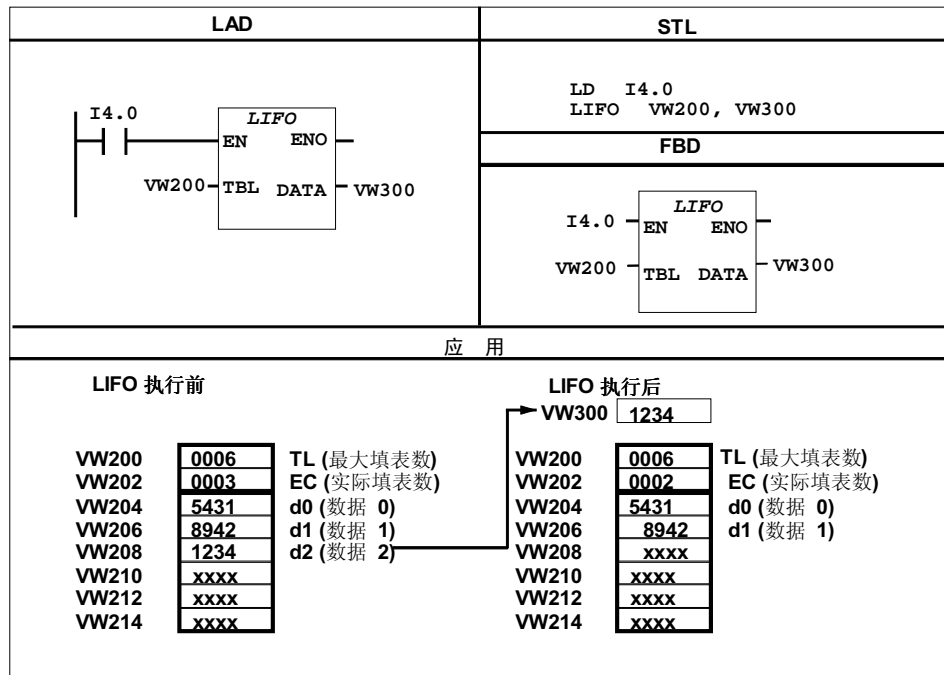 LAD
STL
I4.0
LIFO
EN ENO
VW200 TBL DATA VW300
LD I4.0
LIFO VW200, VW300
FBD
LIFO
I4.0 EN ENO
VW200 TBL DATA VW300
应 用
LIFO 执行前
VW200 0006 TL (最大填表数)
VW202 0003 EC (实际填表数)
VW204 5431 d0 (数据 0)
VW206 8942 d1 (数据 1)
VW208 1234 d2 (数据 2)
VW210 xxxx
VW212 xxxx
VW214 xxxx
LIFO 执行后
VW300 1234
VW200 0006 TL (最大填表数)
VW202 0002 EC (实际填表数)
VW204 5431 d0 (数据 0)
VW206 8942 d1 (数据 1)
VW208 xxxx
VW210 xxxx
VW212 xxxx
VW214 xxxx